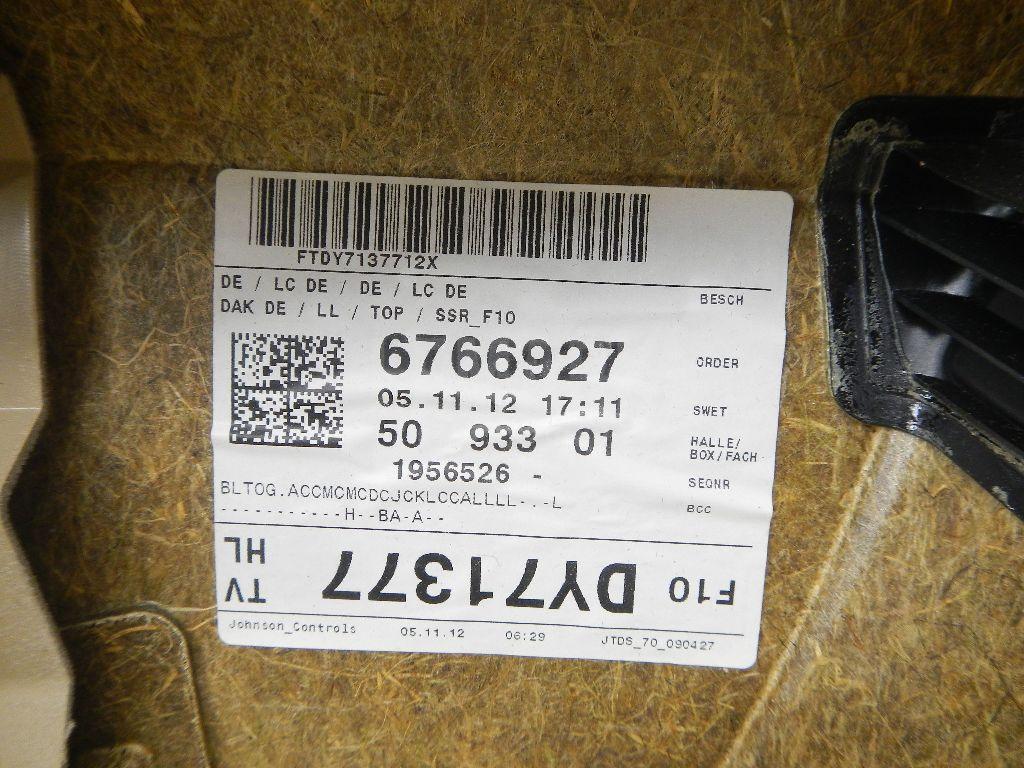 FTDY7137712X
DE / LC DE / DE / LC DE BESCH
DAK DE / LL / TOP / SSR_F10
6766927 ORDER
05.11.12 17:11 SWET
50 933 01 HALLE/
BOX/FACH
1956526 - SEQNR
BLTOG.ACCMCMCDCJCKLCCALLLL---L BCC
-----------H--BA-A--
F10 DY71377 TV
HL
Johnson_Controls 05.11.12 06:29 JTDS_70_090427